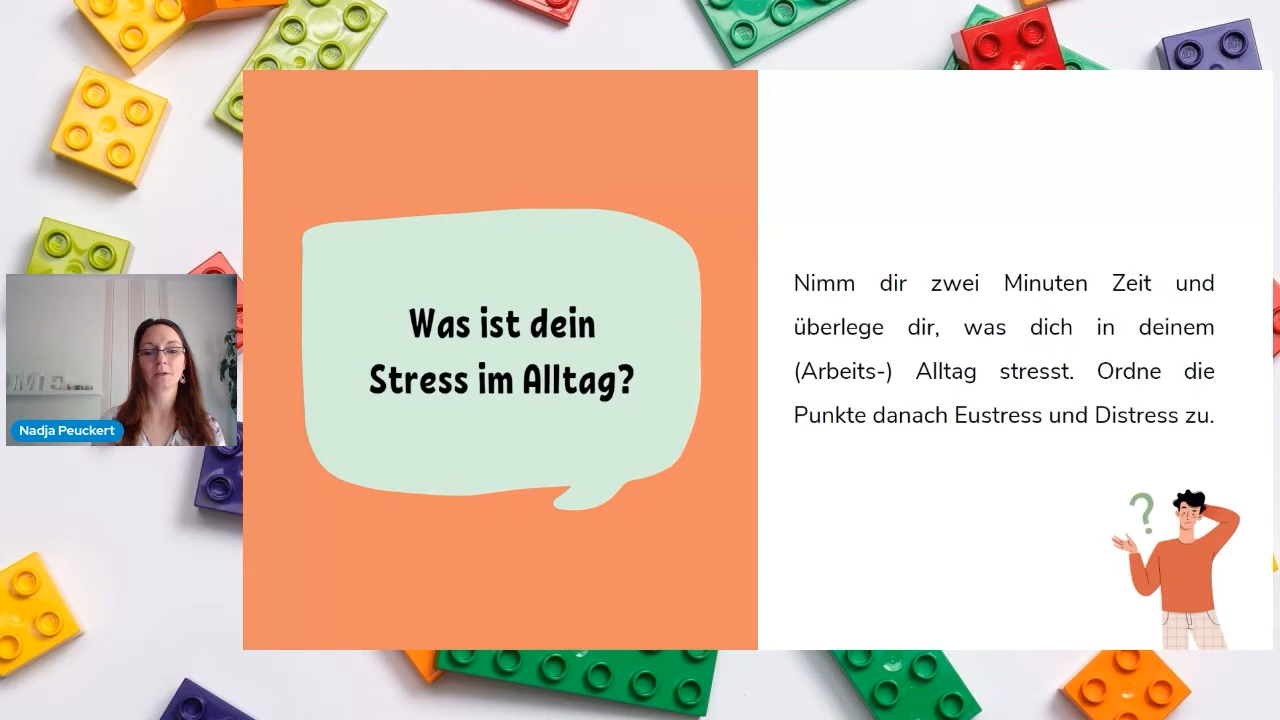 Was ist dein
Stress im Alltag?
Nimm dir zwei Minuten Zeit und
überlege dir, was dich in deinem
(Arbeits-) Alltag stresst. Ordne die
Punkte danach Eustress und Distress zu.
Nadja Peuckert
?